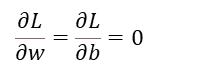 ∂L/∂w = ∂L/∂b = 0